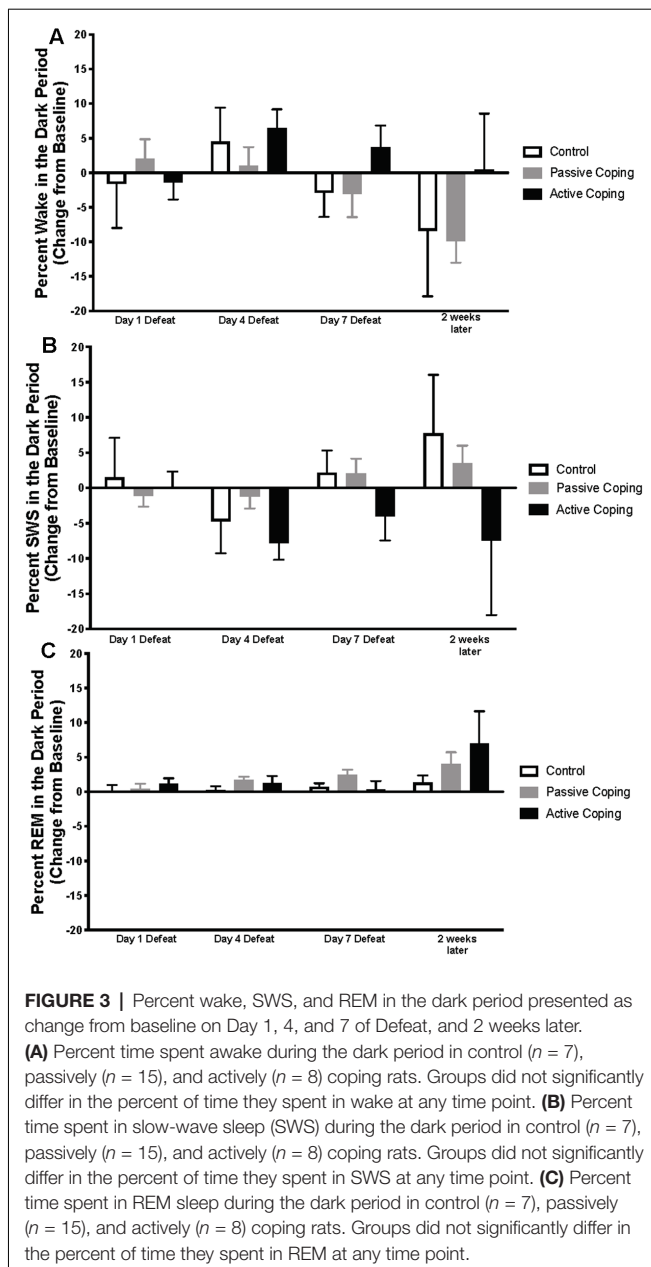 A
Percent Wake in the Dark Period
(Change from Baseline)
20
15
10
5
0
-5
-10
-15
-20
Control
Passive Coping
Active Coping
Day 1 Defeat
Day 4 Defeat
Day 7 Defeat
2 weeks
later
B
Percent SWS in the Dark Period
(Change from Baseline)
20
15
10
5
0
-5
-10
-15
-20
Control
Passive Coping
Active Coping
Day 1 Defeat
Day 4 Defeat
Day 7 Defeat
2 weeks
later
C
Percent REM in the Dark Period
(Change from Baseline)
20
15
10
5
0
-5
-10
-15
-20
Control
Passive Coping
Active Coping
Day 1 Defeat
Day 4 Defeat
Day 7 Defeat
2 weeks
later
FIGURE 3 | Percent wake, SWS, and REM in the dark period presented as
change from baseline on Day 1, 4, and 7 of Defeat, and 2 weeks later.
(A) Percent time spent awake during the dark period in control (n = 7),
passively (n = 15), and actively (n = 8) coping rats. Groups did not significantly
differ in the percent of time they spent in wake at any time point. (B) Percent
time spent in slow-wave sleep (SWS) during the dark period in control (n = 7),
passively (n = 15), and actively (n = 8) coping rats. Groups did not significantly
differ in the percent of time they spent in SWS at any time point. (C) Percent
time spent in REM sleep during the dark period in control (n = 7), passively
(n = 15), and actively (n = 8) coping rats. Groups did not significantly differ in
the percent of time they spent in REM at any time point.